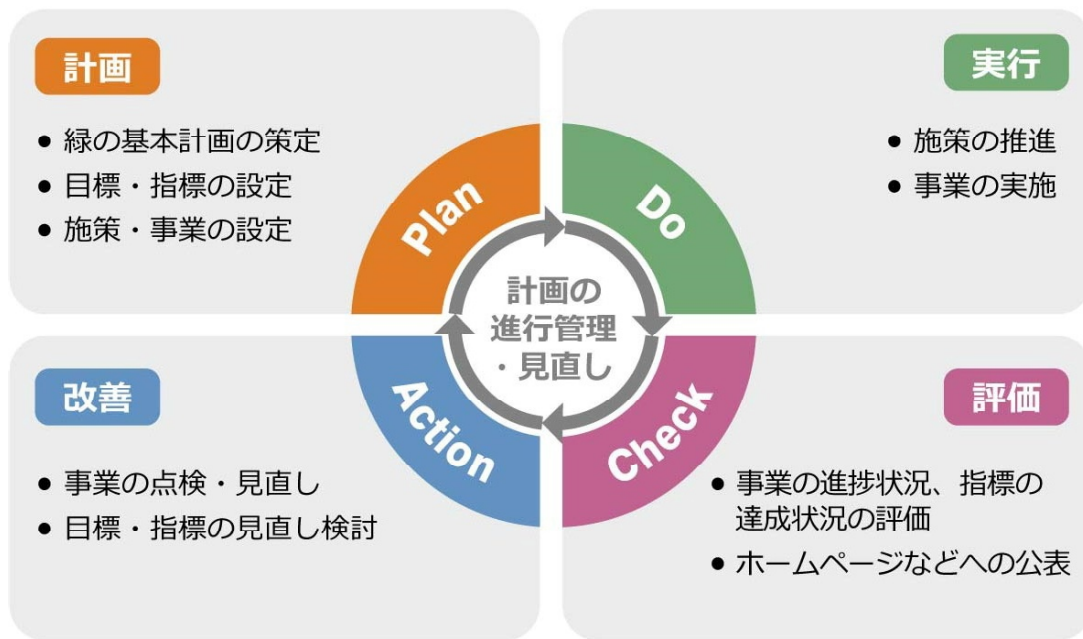 計画
• 緑の基本計画の策定
• 目標・指標の設定
• 施策・事業の設定
実行
• 施策の推進
• 事業の実施
Plan
Do
計画の
進行管理
・見直し
Action
Check
改善
• 事業の点検・見直し
• 目標・指標の見直し検討
評価
• 事業の進捗状況、指標の
達成状況の評価
• ホームページなどへの公表